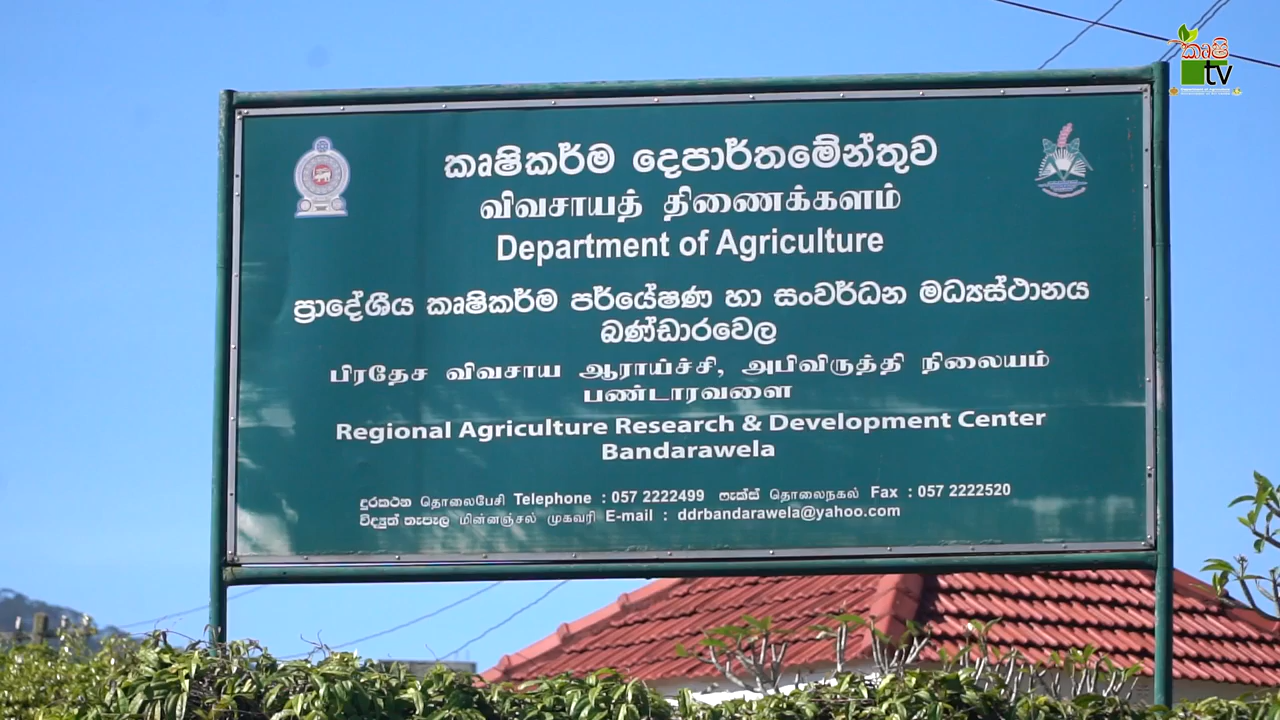 කෘෂි
tv
කෘෂිකර්ම දෙපාර්තමේන්තුව
விவசாயத் திணைக்களம்
Department of Agriculture
ප්‍රාදේශීය කෘෂිකර්ම පර්යේෂණ හා සංවර්ධන මධ්‍යස්ථානය
බණ්ඩාරවෙල
பிரதேச விவசாய ஆராய்ச்சி, அபிவிருத்தி நிலையம்
பண்டாரவளை
Regional Agriculture Research & Development Center
Bandarawela
දුරකථන தொலைபேசி Telephone : 057 2222499 ෆැක්ස් தொலைநகல் Fax : 057 2222520
විද්‍යුත් තැපෑල மின்னஞ்சல் முகவரி E-mail : ddrbandarawela@yahoo.com